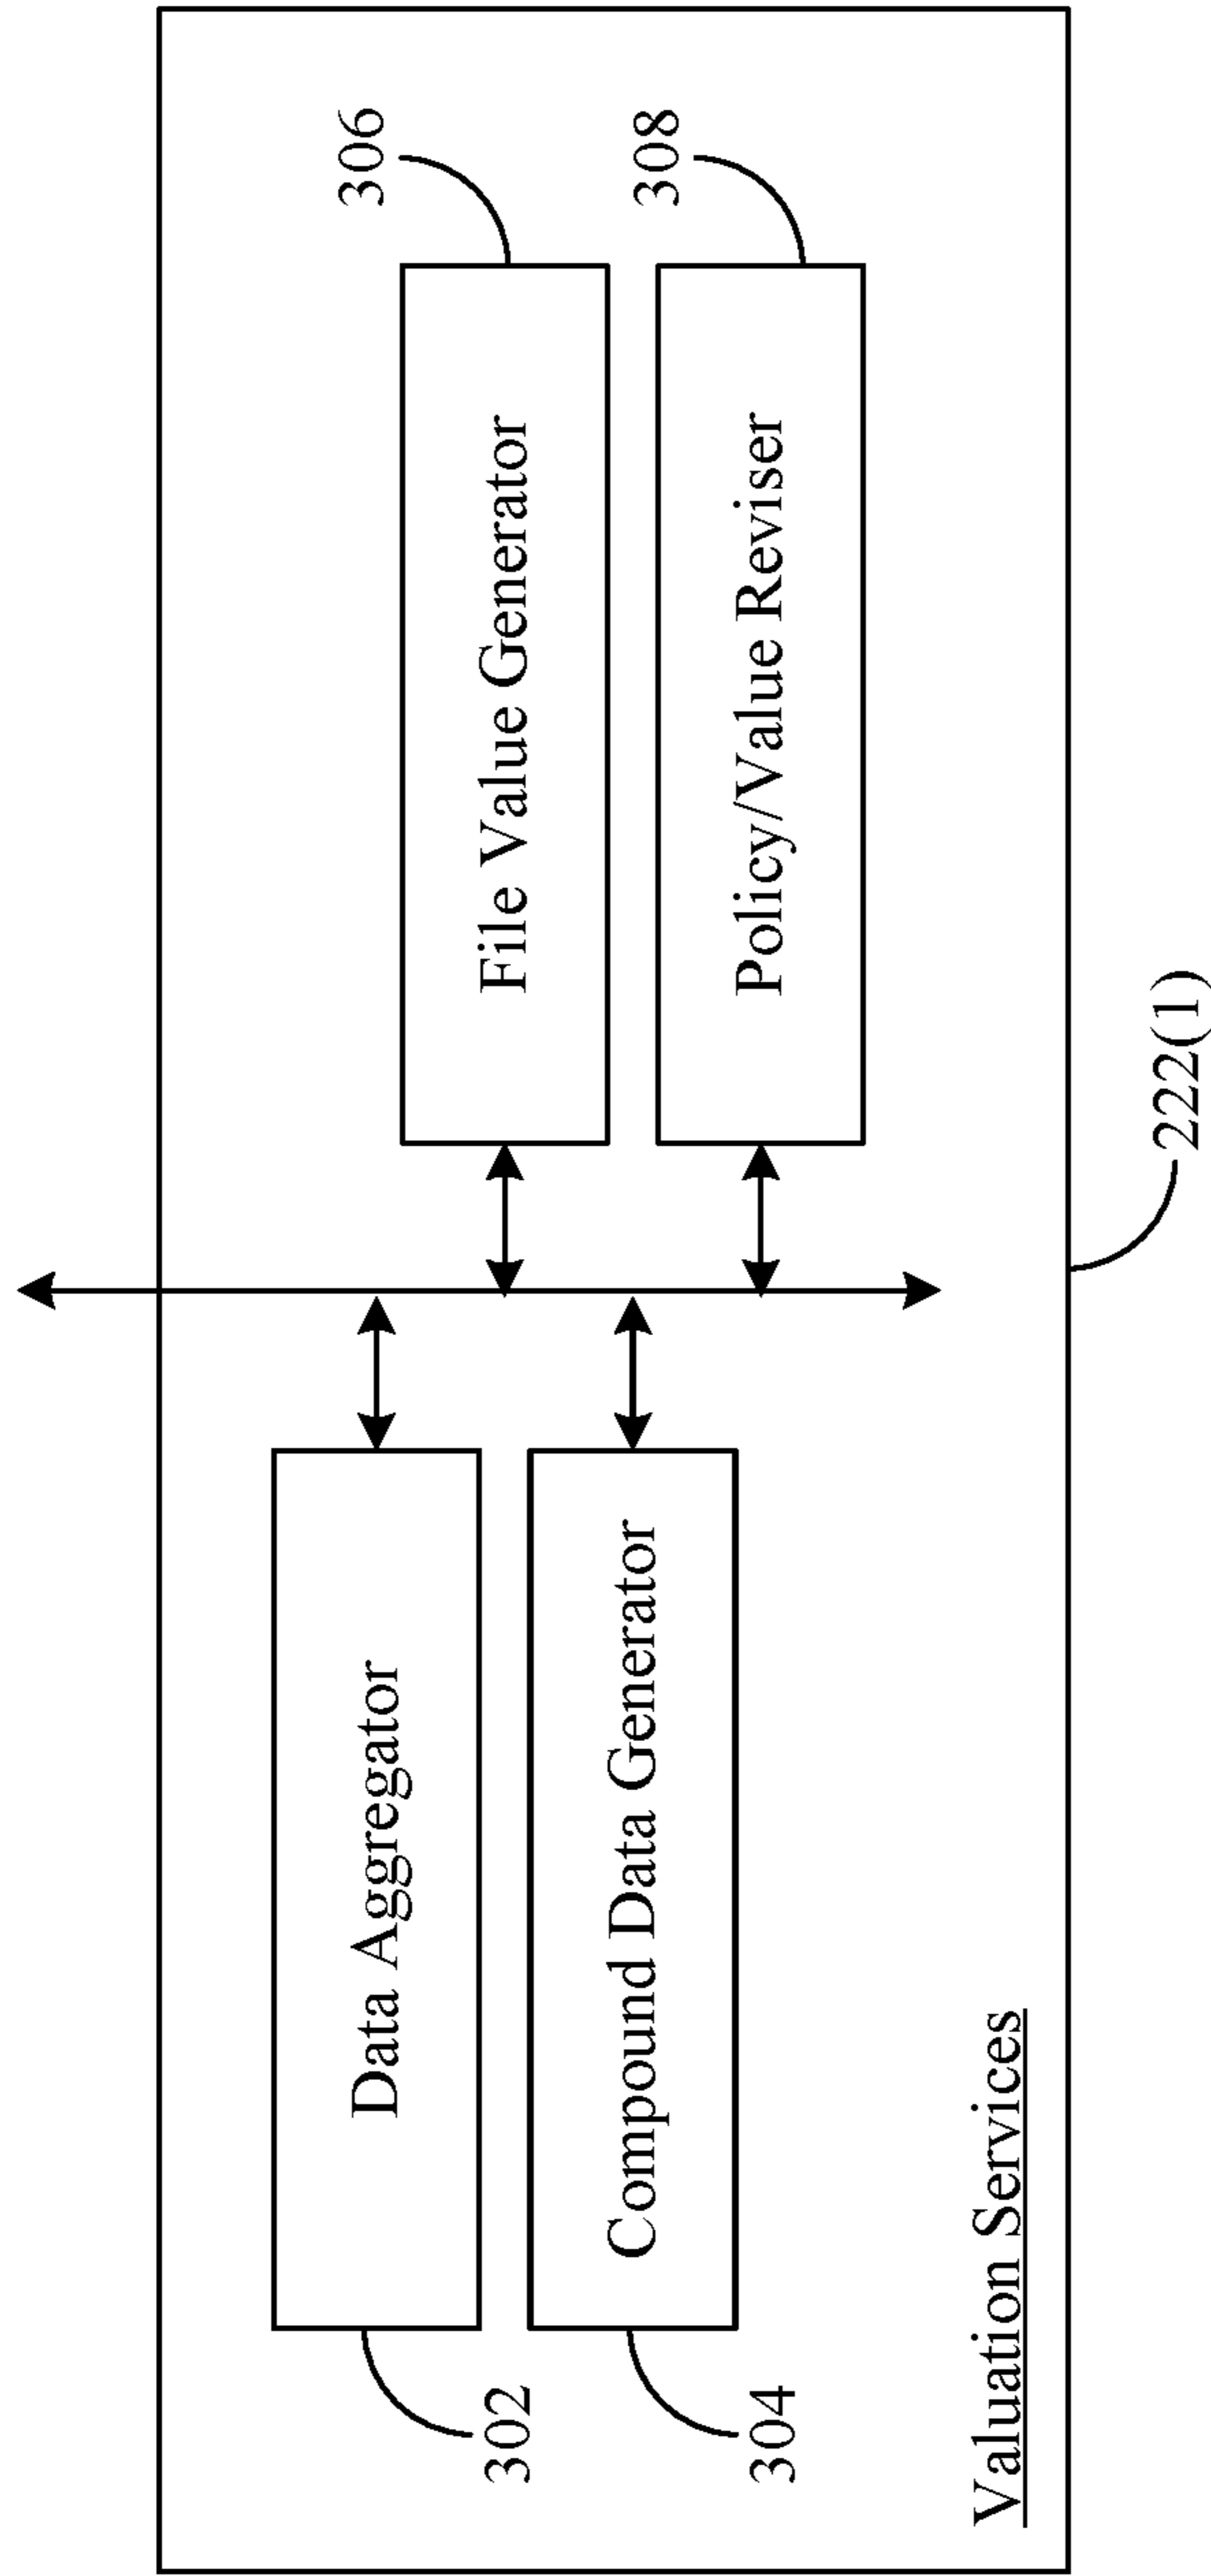 Data Aggregator
302
Compound Data Generator
304
File Value Generator
306
Policy/Value Reviser
308
Valuation Services
222(1)